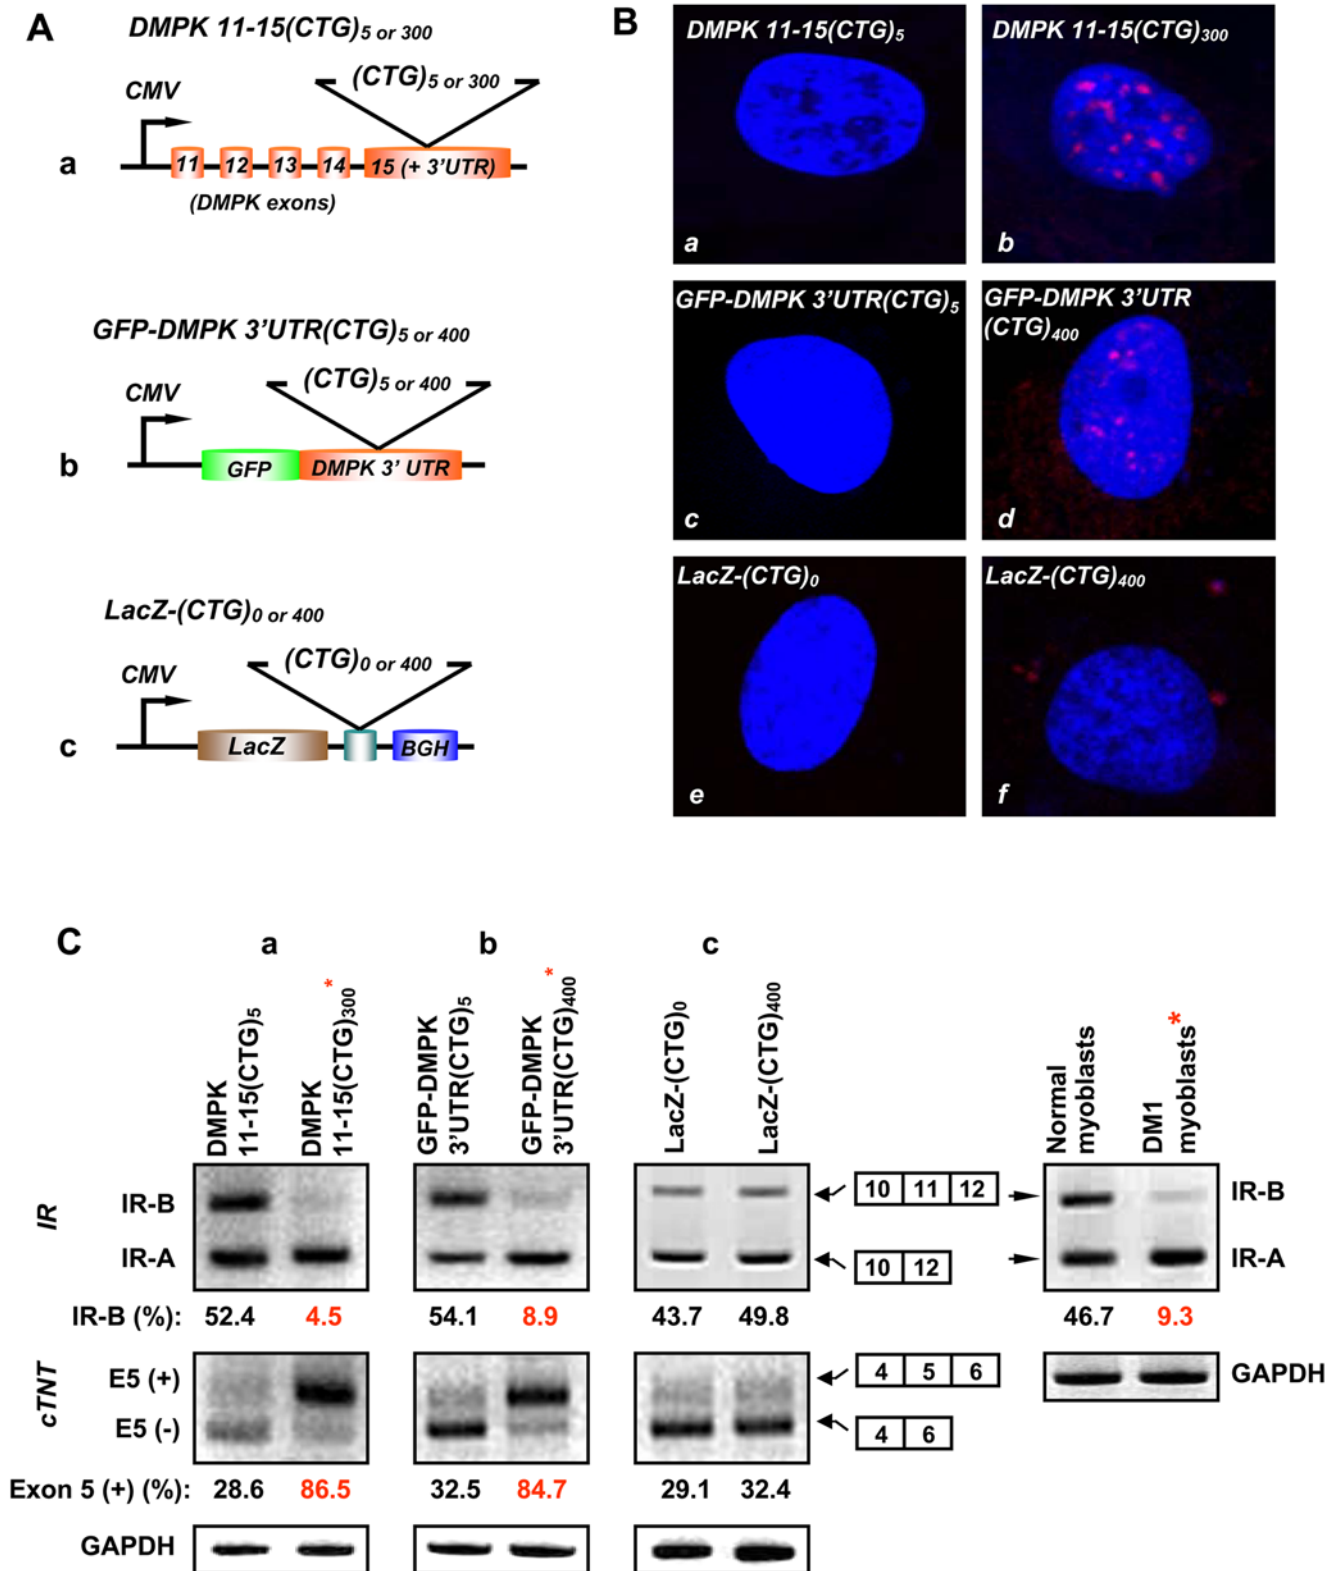 A
DMPK 11-15(CTG)5 or 300
(CTG)5 or 300
CMV
a
11 12 13 14 15 (+ 3'UTR)
(DMPK exons)
GFP-DMPK 3'UTR(CTG)5 or 400
(CTG)5 or 400
CMV
b
GFP DMPK 3' UTR
LacZ-(CTG)0 or 400
(CTG)0 or 400
CMV
c
LacZ BGH
B
DMPK 11-15(CTG)5
a
DMPK 11-15(CTG)300
b
GFP-DMPK 3'UTR(CTG)5
c
GFP-DMPK 3'UTR
(CTG)400
d
LacZ-(CTG)0
e
LacZ-(CTG)400
f
C
a
b
c
DMPK
11-15(CTG)5
DMPK
11-15(CTG)300
*
GFP-DMPK
3'UTR(CTG)5
GFP-DMPK
3'UTR(CTG)400
*
LacZ-(CTG)0
LacZ-(CTG)400
Normal
myoblasts
DM1
myoblasts
*
IR
IR-B
10 11 12
IR-B
IR-A
10 12
IR-A
IR-B (%): 52.4 4.5 54.1 8.9 43.7 49.8 46.7 9.3
cTNT
E5 (+)
4 5 6
GAPDH
E5 (-)
4 6
Exon 5 (+) (%): 28.6 86.5 32.5 84.7 29.1 32.4
GAPDH